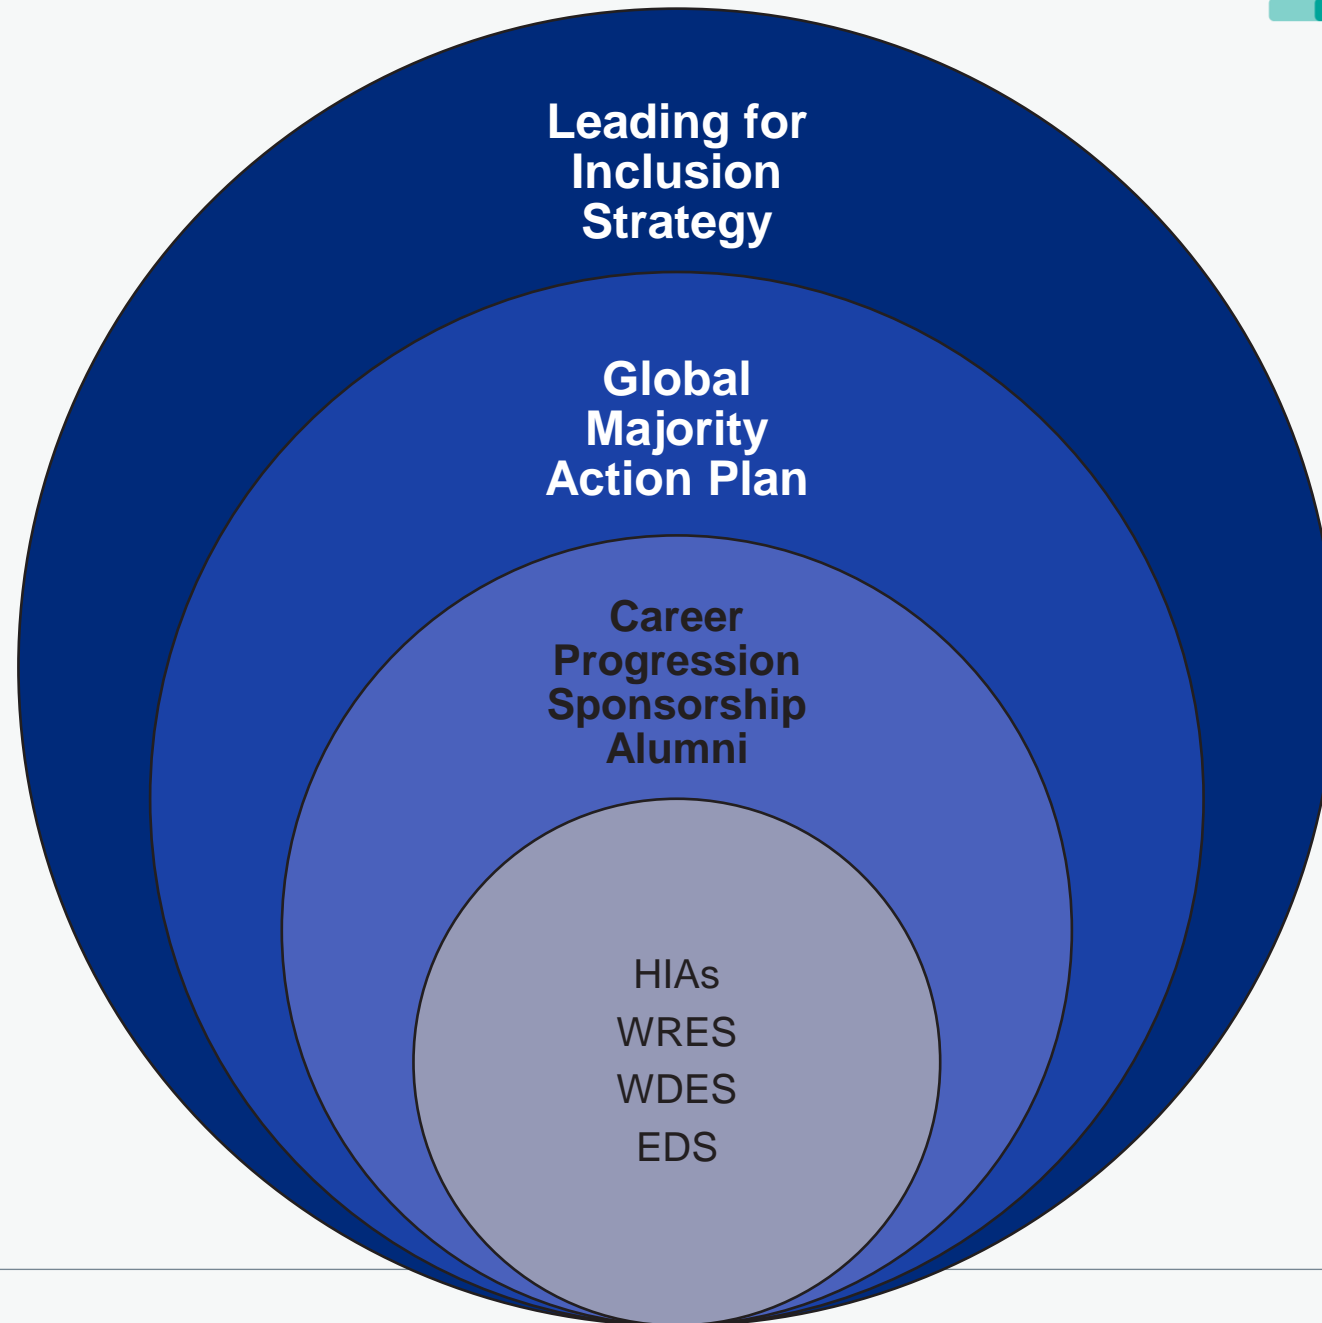 Leading for
Inclusion
Strategy
Global
Majority
Action Plan
Career
Progression
Sponsorship
Alumni
HIAs
WRES
WDES
EDS